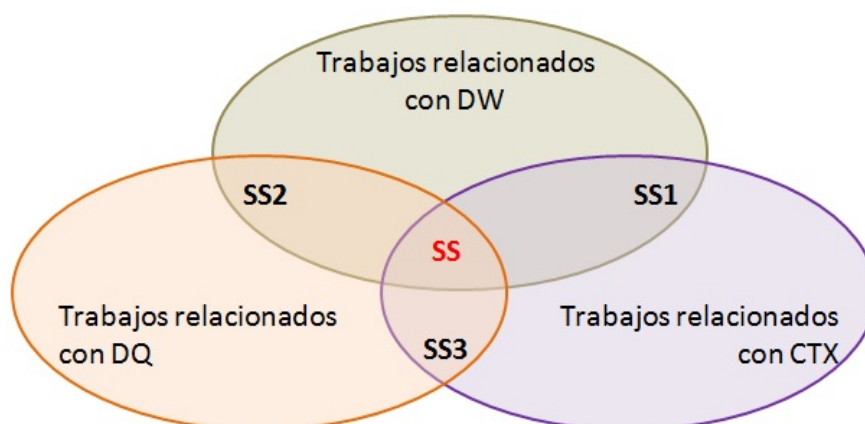 Trabajos relacionados
con DW
SS2
SS1
SS
Trabajos relacionados
con DQ
SS3
Trabajos relacionados
con CTX